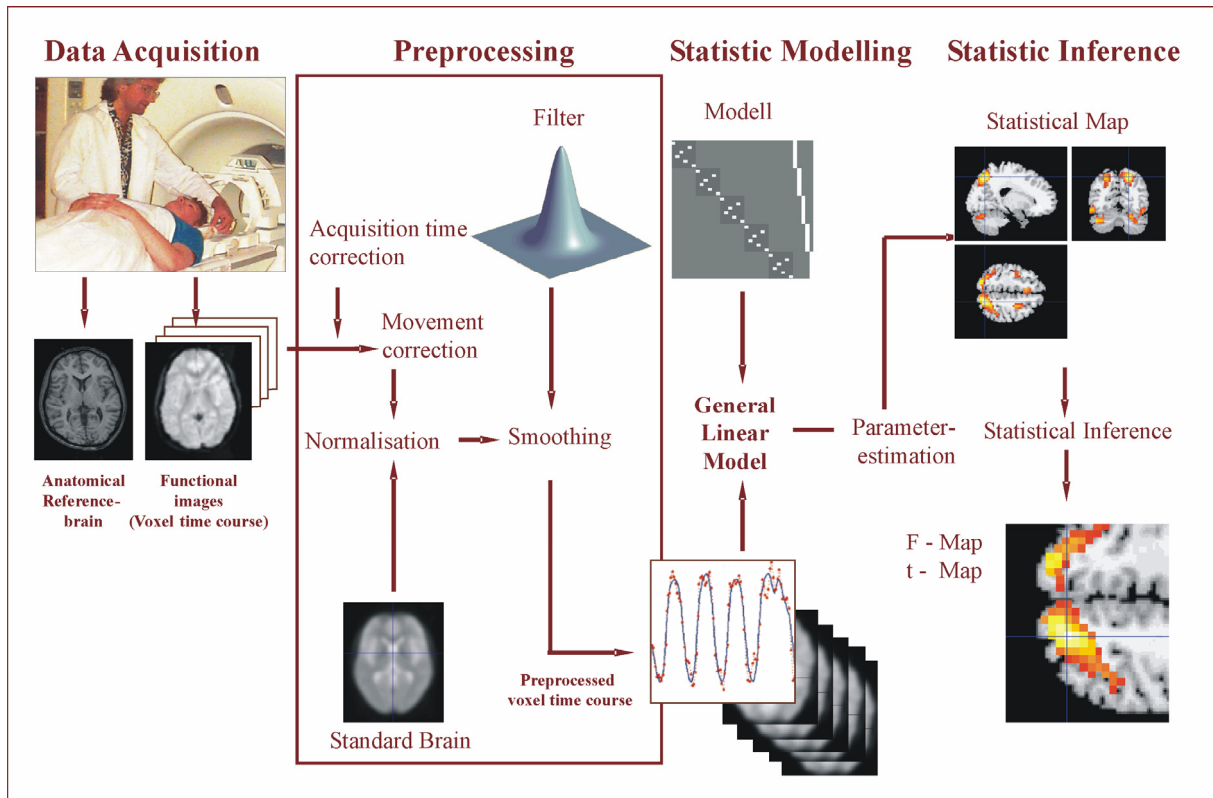 Data Acquisition
Preprocessing
Statistic Modelling
Statistic Inference
Filter
Acquisition time
correction
Movement
correction
Normalisation
Smoothing
Anatomical
Reference-
brain
Functional
images
(Voxel time course)
Standard Brain
Preprocessed
voxel time course
Modell
General
Linear
Model
Parameter-
estimation
Statistical Map
Statistical Inference
F - Map
t - Map